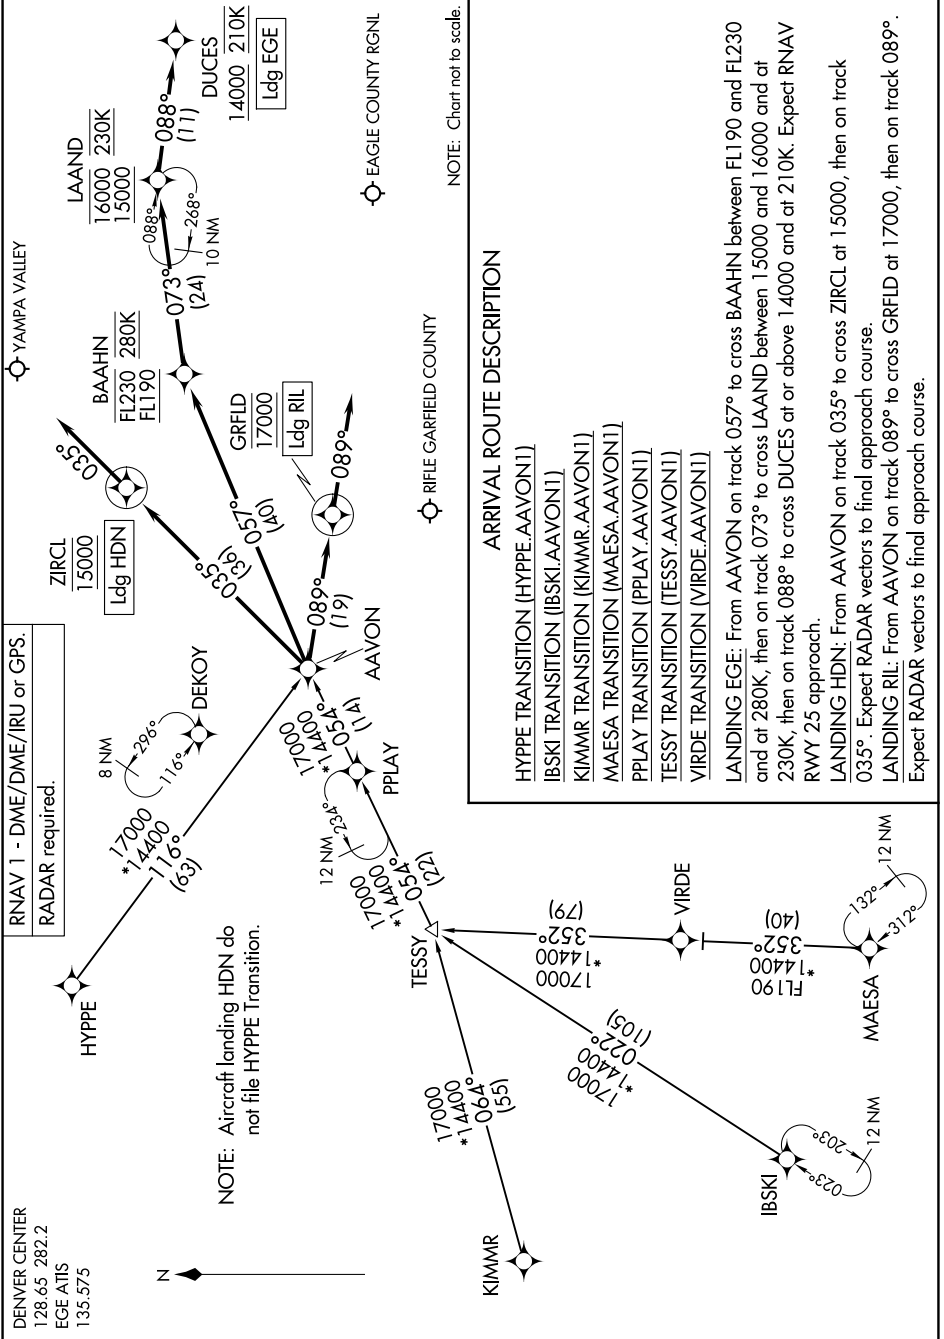 DENVER CENTER
128.65 282.2
EGE ATIS
135.575
RNAV 1 - DME/DME/IRU or GPS.
RADAR required.
N
NOTE: Aircraft landing HDN do
not file HYPPE Transition.
HYPPE
17000
*14400
116°
(63)
8 NM
296°
116°
DEKOY
ZIRCL
15000
Ldg HDN
035°
035°
(36)
YAMPA VALLEY
BAAHN
FL230 280K
FL190
057°
(40)
073°
(24)
LAAND
16000 230K
15000
088°
268°
10 NM
088°
(11)
DUCES
14000 210K
Ldg EGE
GRFLD
17000
Ldg RIL
089°
089°
(19)
AAVON
17000
*14400
054°
(14)
PPLAY
12 NM
234°
17000
*14400
054°
(22)
TESSY
RIFLE GARFIELD COUNTY
EAGLE COUNTY RGNL
NOTE: Chart not to scale.
KIMMR
17000
*14400
064°
(55)
IBSKI
17000
*14400
022°
(105)
023°
203°
12 NM
17000
*14400
352°
(79)
VIRDE
FL190
*14400
352°
(40)
MAESA
132°
312°
12 NM
ARRIVAL ROUTE DESCRIPTION
HYPPE TRANSITION (HYPPE.AAVON1)
IBSKI TRANSITION (IBSKI.AAVON1)
KIMMR TRANSITION (KIMMR.AAVON1)
MAESA TRANSITION (MAESA.AAVON1)
PPLAY TRANSITION (PPLAY.AAVON1)
TESSY TRANSITION (TESSY.AAVON1)
VIRDE TRANSITION (VIRDE.AAVON1)
LANDING EGE: From AAVON on track 057° to cross BAAHN between FL190 and FL230
and at 280K, then on track 073° to cross LAAND between 15000 and 16000 and at
230K, then on track 088° to cross DUCES at or above 14000 and at 210K. Expect RNAV
RWY 25 approach.
LANDING HDN: From AAVON on track 035° to cross ZIRCL at 15000, then on track
035°. Expect RADAR vectors to final approach course.
LANDING RIL: From AAVON on track 089° to cross GRFLD at 17000, then on track 089°.
Expect RADAR vectors to final approach course.